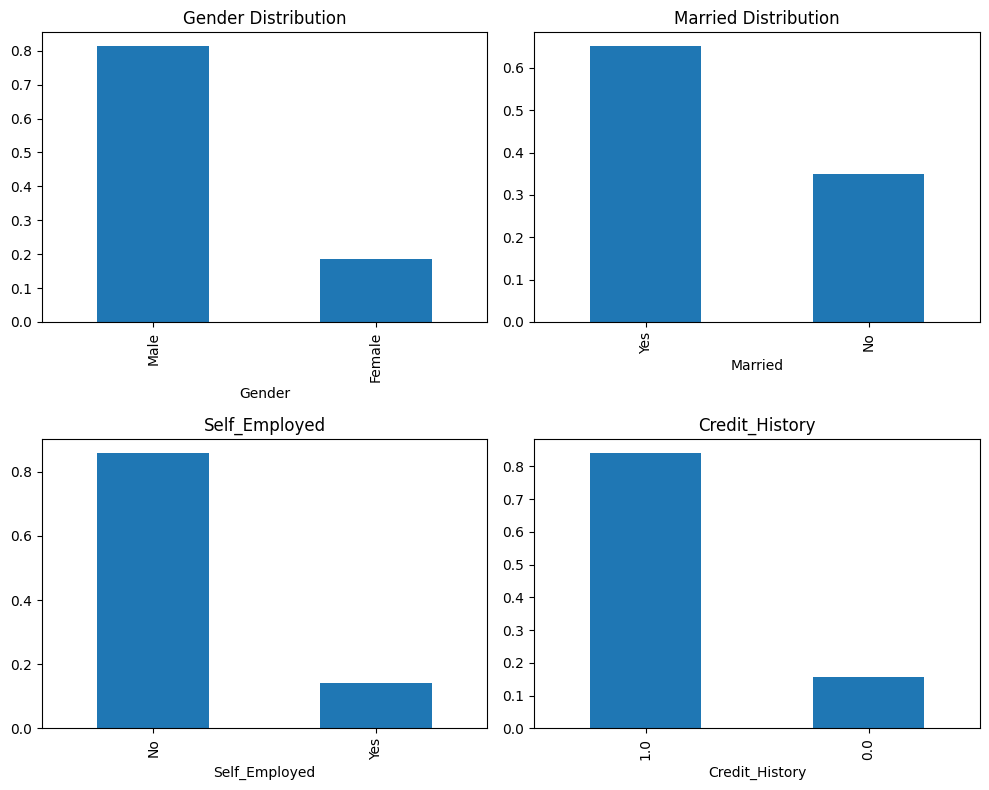 Gender Distribution
0.8
0.7
0.6
0.5
0.4
0.3
0.2
0.1
0.0
Male
Female
Gender
Married Distribution
0.6
0.5
0.4
0.3
0.2
0.1
0.0
Yes
No
Married
Self_Employed
0.8
0.6
0.4
0.2
0.0
No
Yes
Self_Employed
Credit_History
0.8
0.7
0.6
0.5
0.4
0.3
0.2
0.1
0.0
1.0
0.0
Credit_History